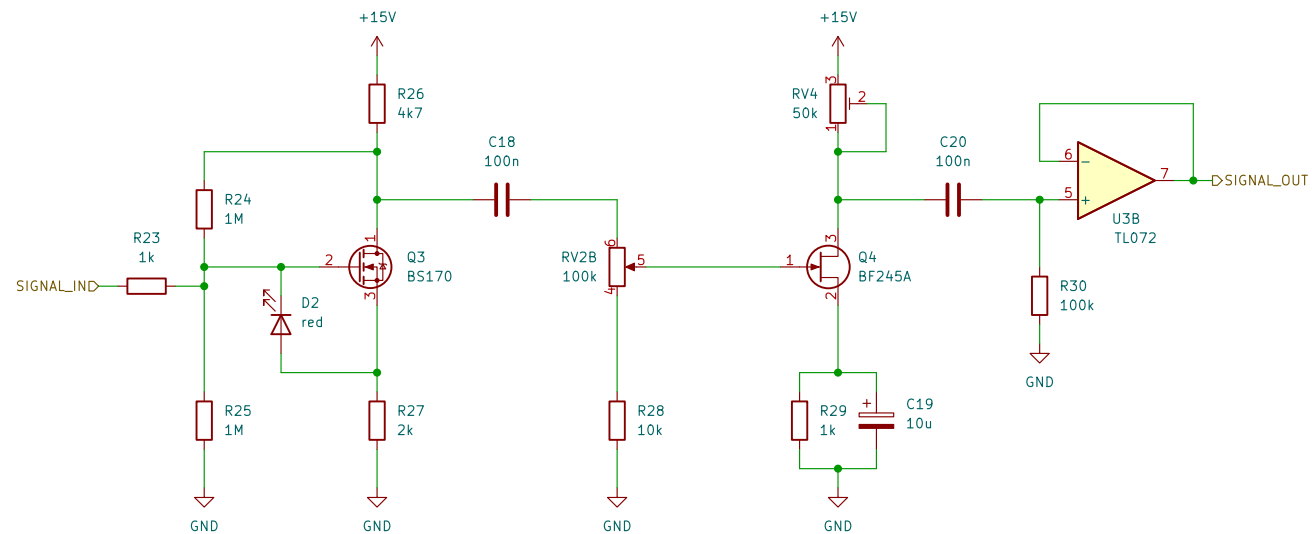 +15V
+15V
R26
4k7
RV4
50k
3
2
1
C18
100n
C20
100n
R24
1M
R23
1k
SIGNAL_IN
1
2
3
Q3
BS170
D2
red
RV2B
100k
6
5
4
3
1
2
Q4
BF245A
6
5
7
U3B
TL072
SIGNAL_OUT
R30
100k
GND
R25
1M
R27
2k
R28
10k
R29
1k
+
C19
10u
GND
GND
GND
GND